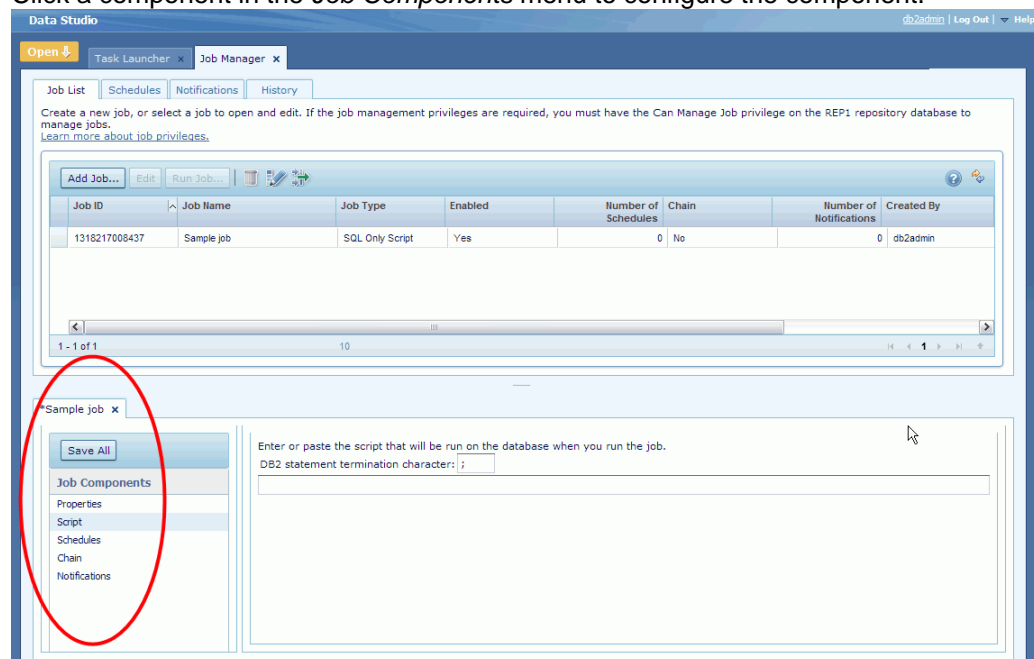 Click a component in the Job Components menu to configure the component.
Data Studio
db2admin | Log Out | Help
Open
Task Launcher × Job Manager ×
Job List Schedules Notifications History
Create a new job, or select a job to open and edit. If the job management privileges are required, you must have the Can Manage Job privilege on the REP1 repository database to
manage jobs.
Learn more about job privileges.
Add Job... Edit Run Job...
Job ID Job Name Job Type Enabled Number of Schedules Chain Number of Notifications Created By
1318217008437 Sample job SQL Only Script Yes 0 No 0 db2admin
1 - 1 of 1 10 1
*Sample job ×
Save All
Job Components
Properties
Script
Schedules
Chain
Notifications
Enter or paste the script that will be run on the database when you run the job.
DB2 statement termination character: ;